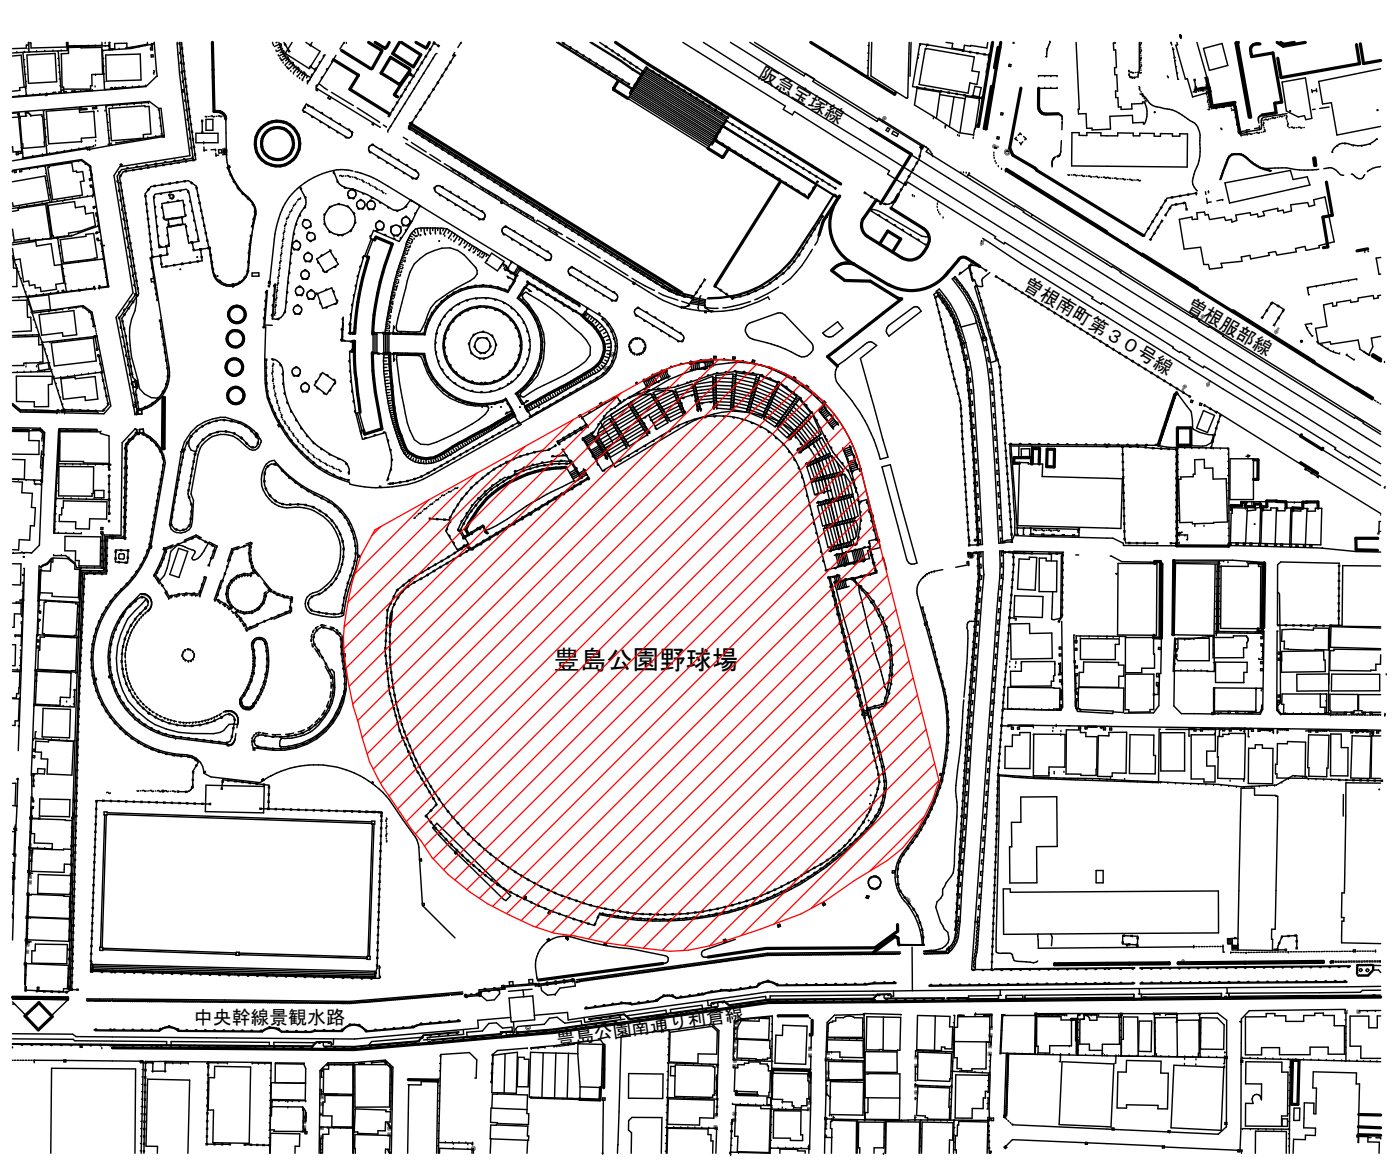 阪急宝塚線
曽根南町第３０号線
曽根服部線
豊島公園野球場
中央幹線景観水路
豊島公園南通り利倉線